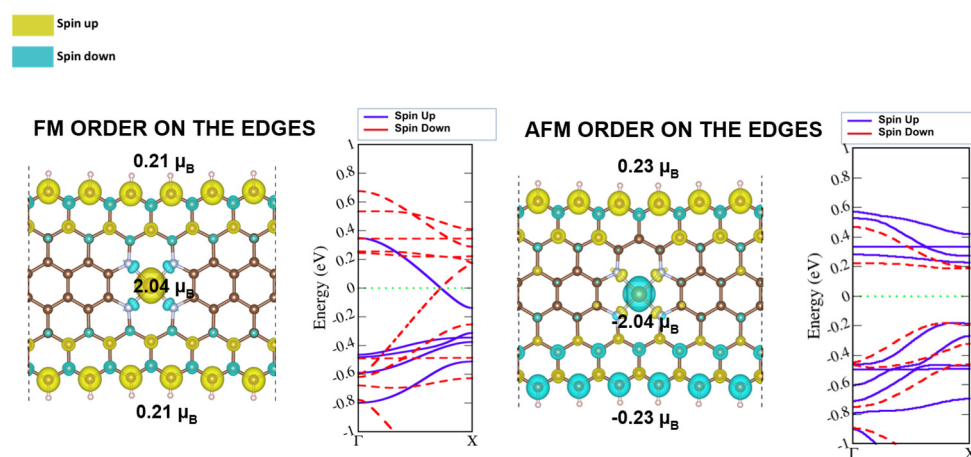 Spin up
Spin down
FM ORDER ON THE EDGES
0.21 μB
2.04 μB
0.21 μB
Spin Up
Spin Down
Energy (eV)
1
0.8
0.6
0.4
0.2
0
-0.2
-0.4
-0.6
-0.8
-1
Γ
X
AFM ORDER ON THE EDGES
0.23 μB
-2.04 μB
-0.23 μB
Spin Up
Spin Down
Energy (eV)
1
0.8
0.6
0.4
0.2
0
-0.2
-0.4
-0.6
-0.8
-1
Γ
X